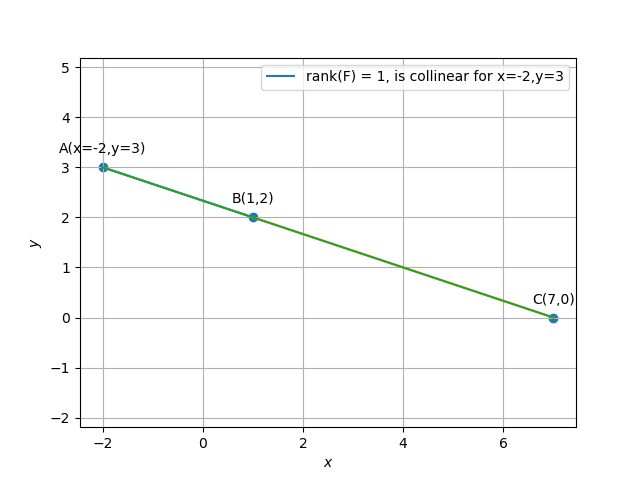 rank(F) = 1, is collinear for x=-2,y=3
A(x=-2,y=3)
B(1,2)
C(7,0)
5
4
3
2
1
0
−1
−2
y
−2 0 2 4 6
x